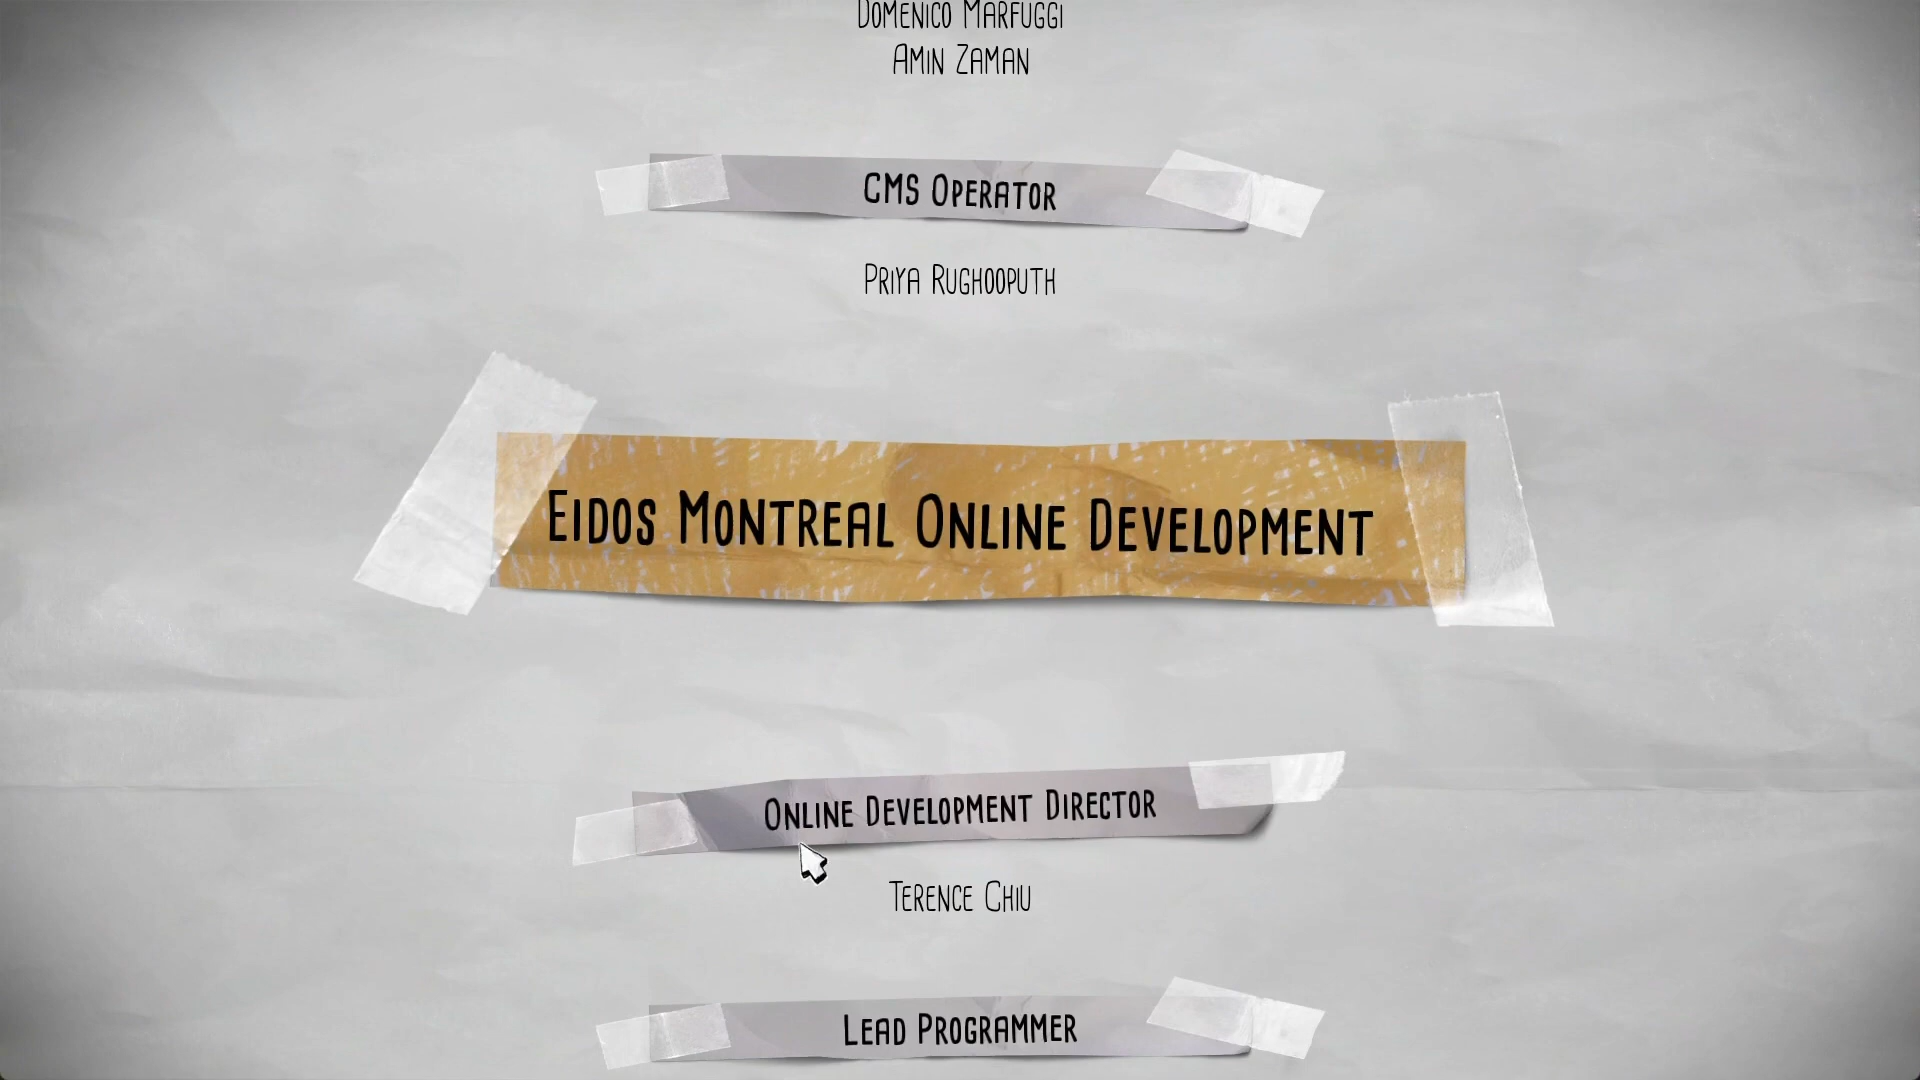 Domenico Marfuggi
Amin Zaman
CMS Operator
Priya Rughooputh
Eidos Montreal Online Development
Online Development Director
Terence Chiu
Lead Programmer